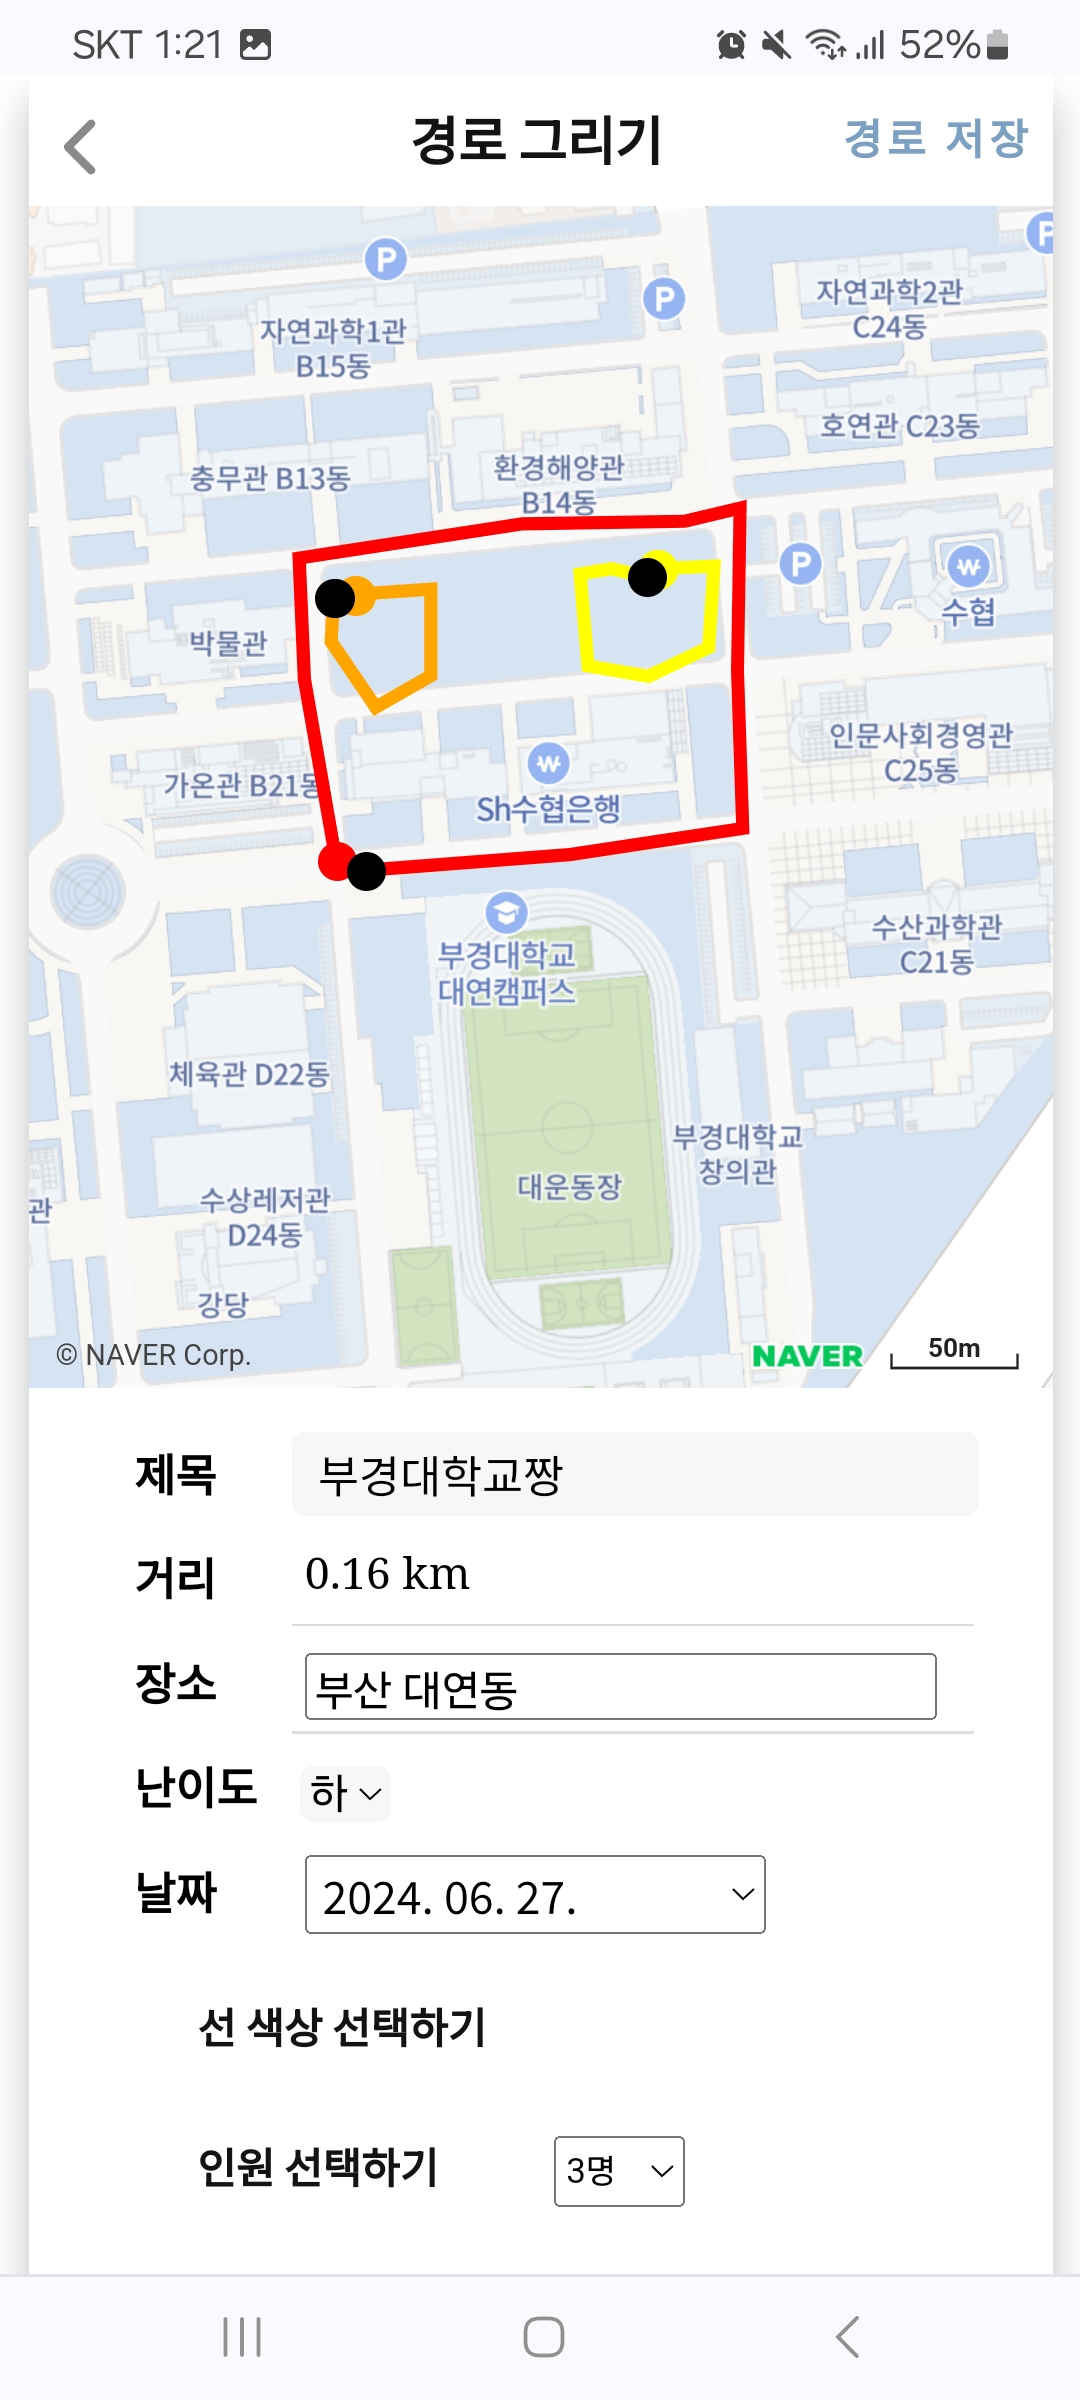 SKT 1:21
52%
경로 그리기
경로 저장
P
P
P
자연과학1관
B15동
자연과학2관
C24동
호연관 C23동
충무관 B13동
환경해양관
B14동
P
수협
박물관
인문사회경영관
C25동
가온관 B21동
Sh수협은행
수산과학관
C21동
부경대학교
대연캠퍼스
체육관 D22동
부경대학교
창의관
대운동장
수상레저관
D24동
관
강당
© NAVER Corp.
NAVER
50m
제목
부경대학교짱
거리
0.16 km
장소
부산 대연동
난이도
하
날짜
2024. 06. 27.
선 색상 선택하기
인원 선택하기
3명